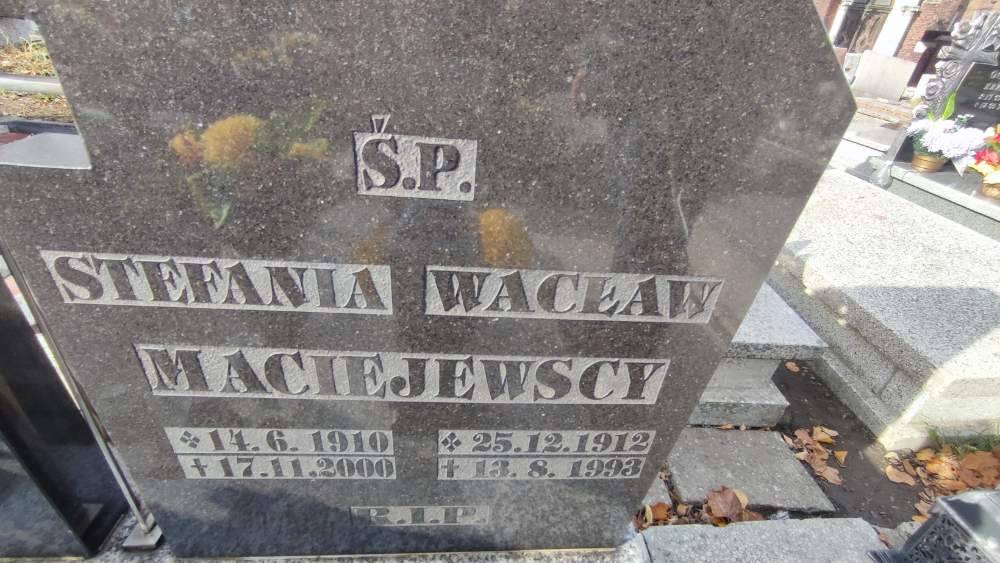 Ś.P.
STEFANIA WACŁAW
MACIEJEWSCY
14.6.1910 25.12.1912
17.11.2000 13.8.1993
R.I.P.